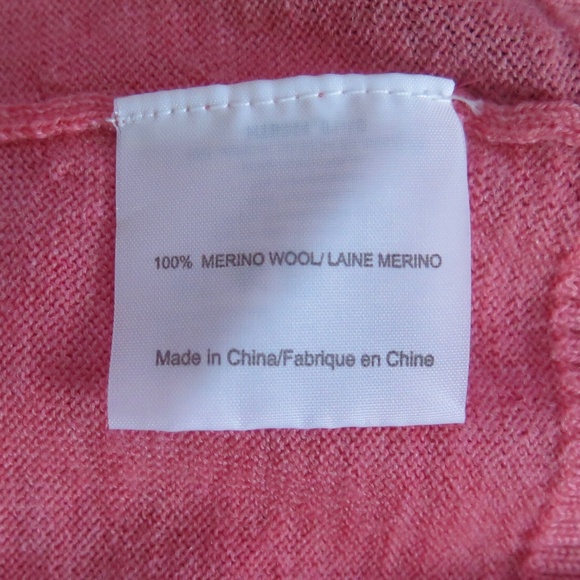 100% MERINO WOOL/ LAINE MERINO
Made in China/Fabrique en Chine